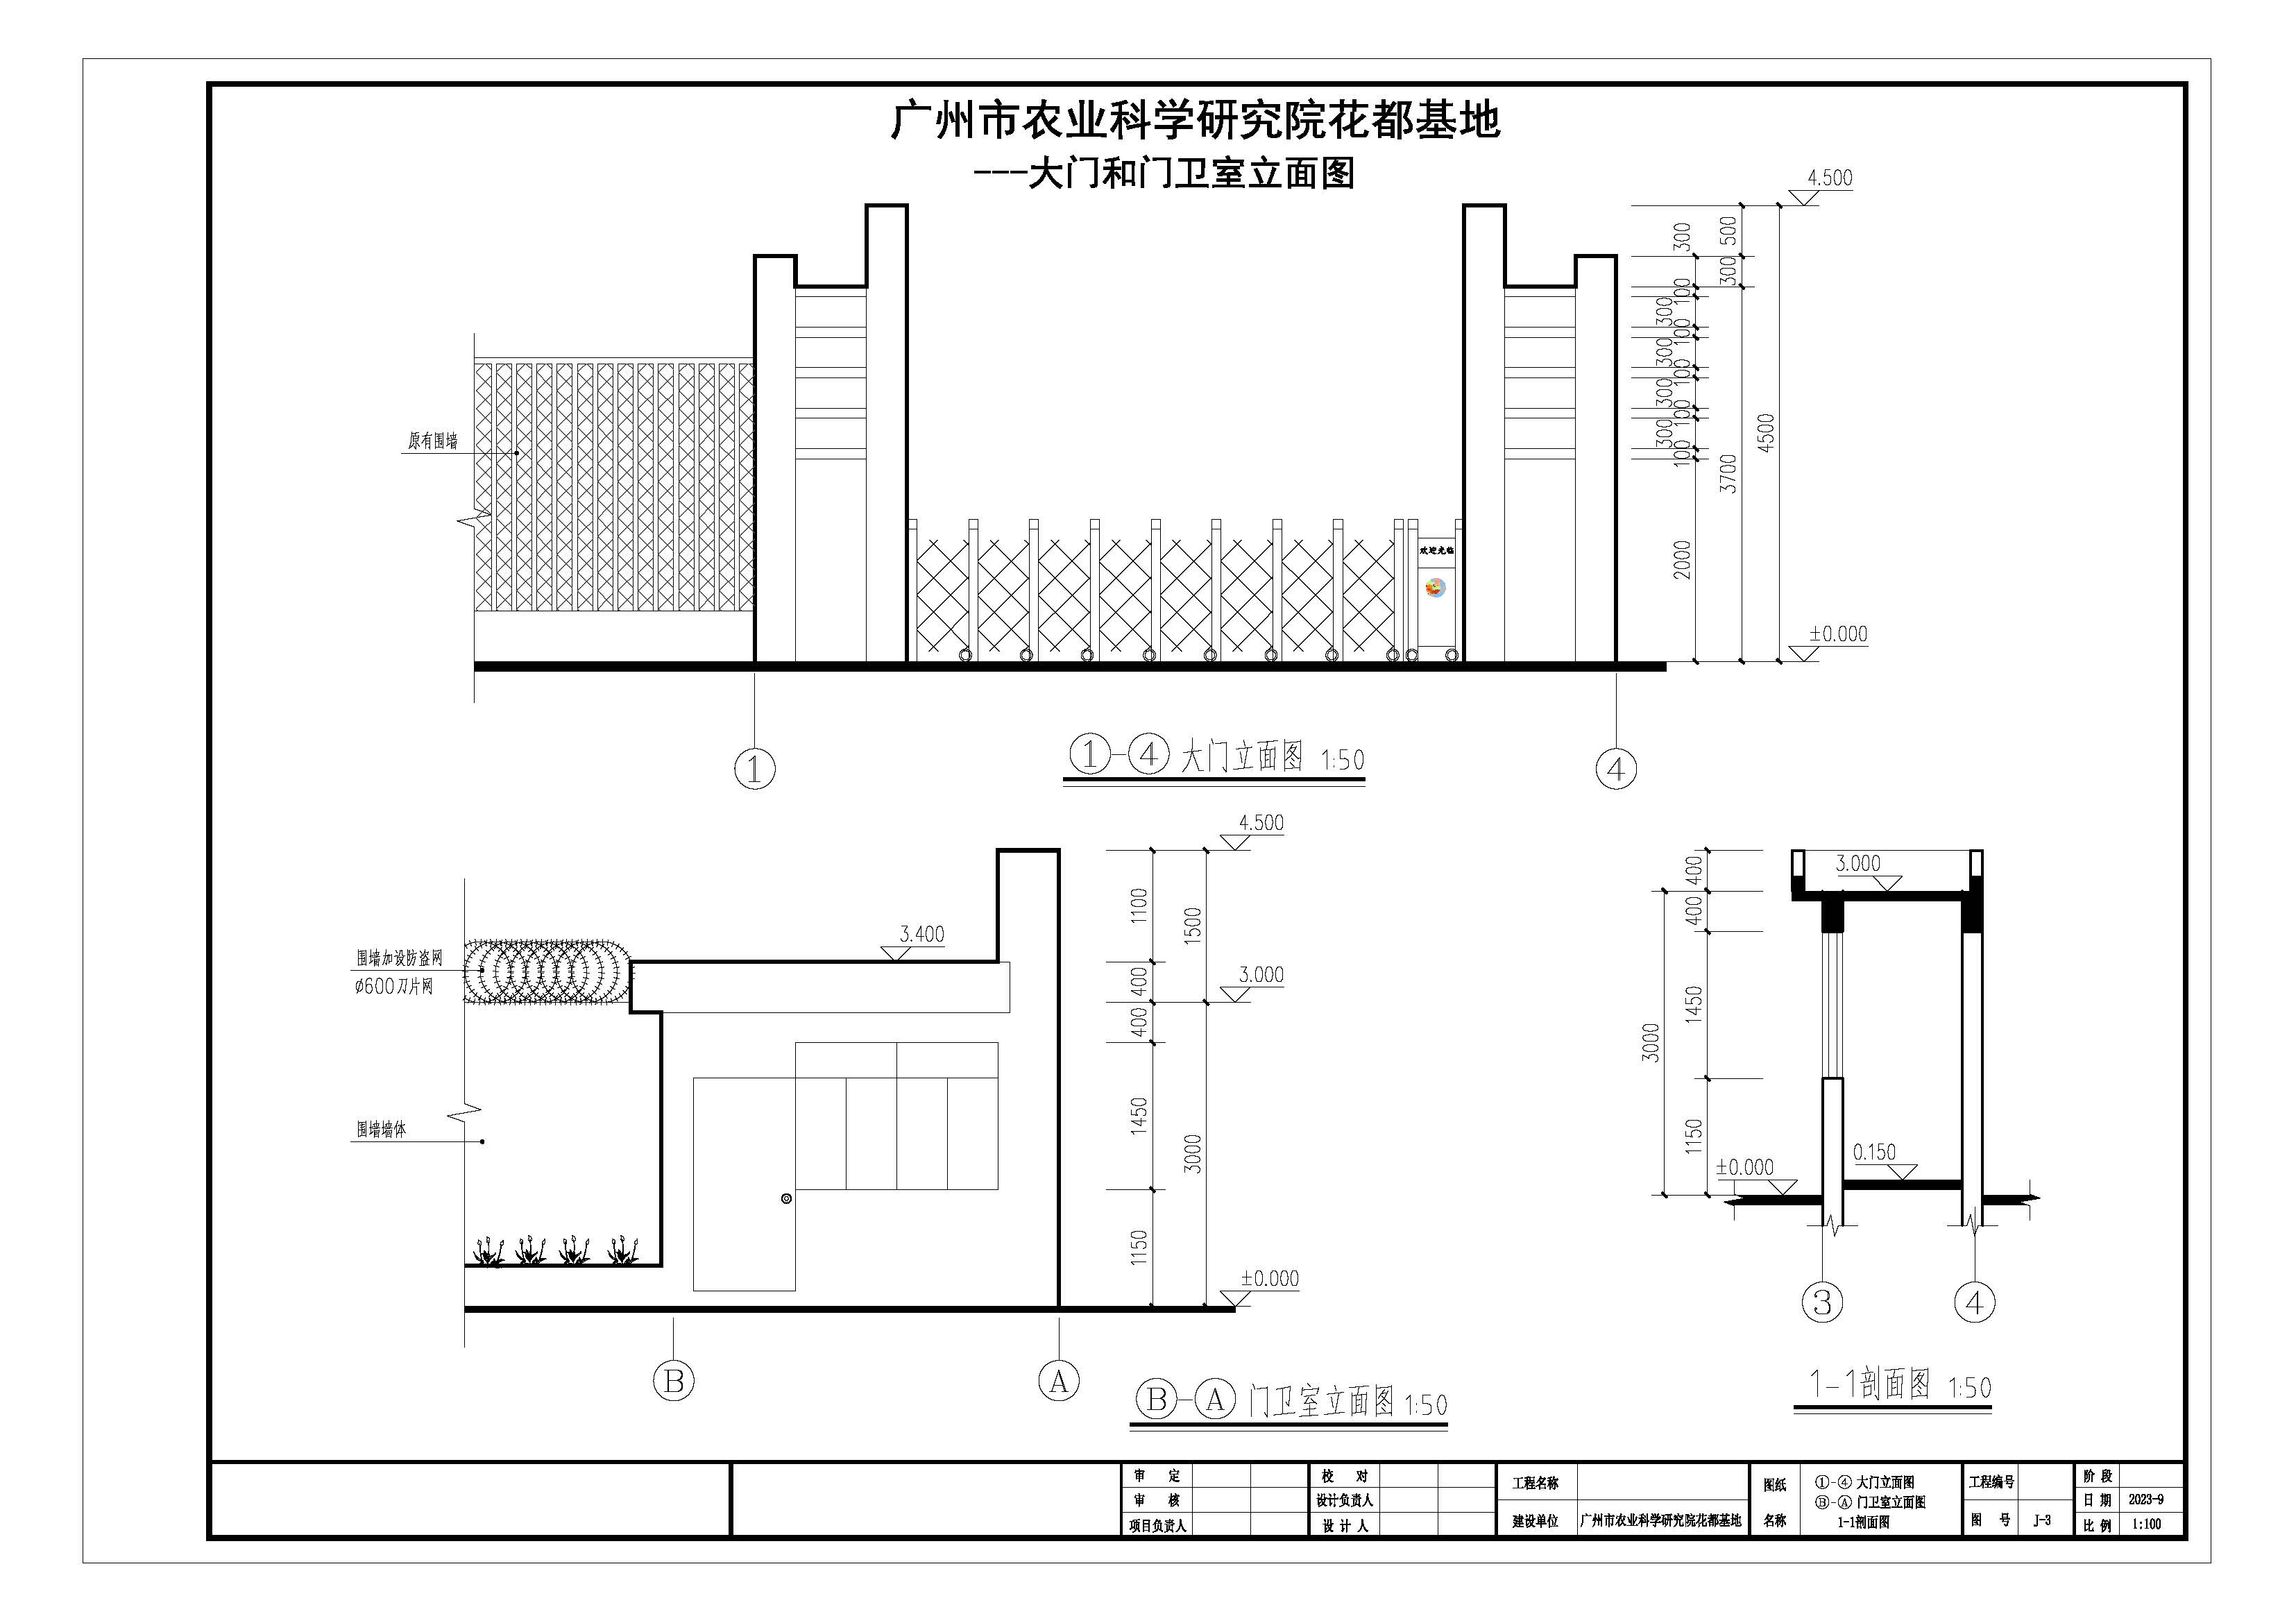 广州市农业科学研究院花都基地
---大门和门卫室立面图
4.500
300
500
300
100
300
100
300
100
300
100
300
100
2000
3700
4500
±0.000
原有围墙
欢迎光临
1
4
①-④ 大门立面图 1:50
4.500
1100
1500
3.400
3.000
400
400
1450
3000
1150
±0.000
围墙加设防盗网
ø600刀片网
围墙墙体
B
A
Ⓑ-Ⓐ 门卫室立面图 1:50
400
3.000
400
1450
3000
1150
±0.000
0.150
3
4
1-1剖面图 1:50
审 定
审 核
项目负责人
校 对
设计负责人
设 计 人
工程名称
建设单位 广州市农业科学研究院花都基地
图纸
名称
①-④ 大门立面图
Ⓑ-Ⓐ 门卫室立面图
1-1剖面图
工程编号
图 号 J-3
阶 段
日 期 2023-9
比 例 1:100